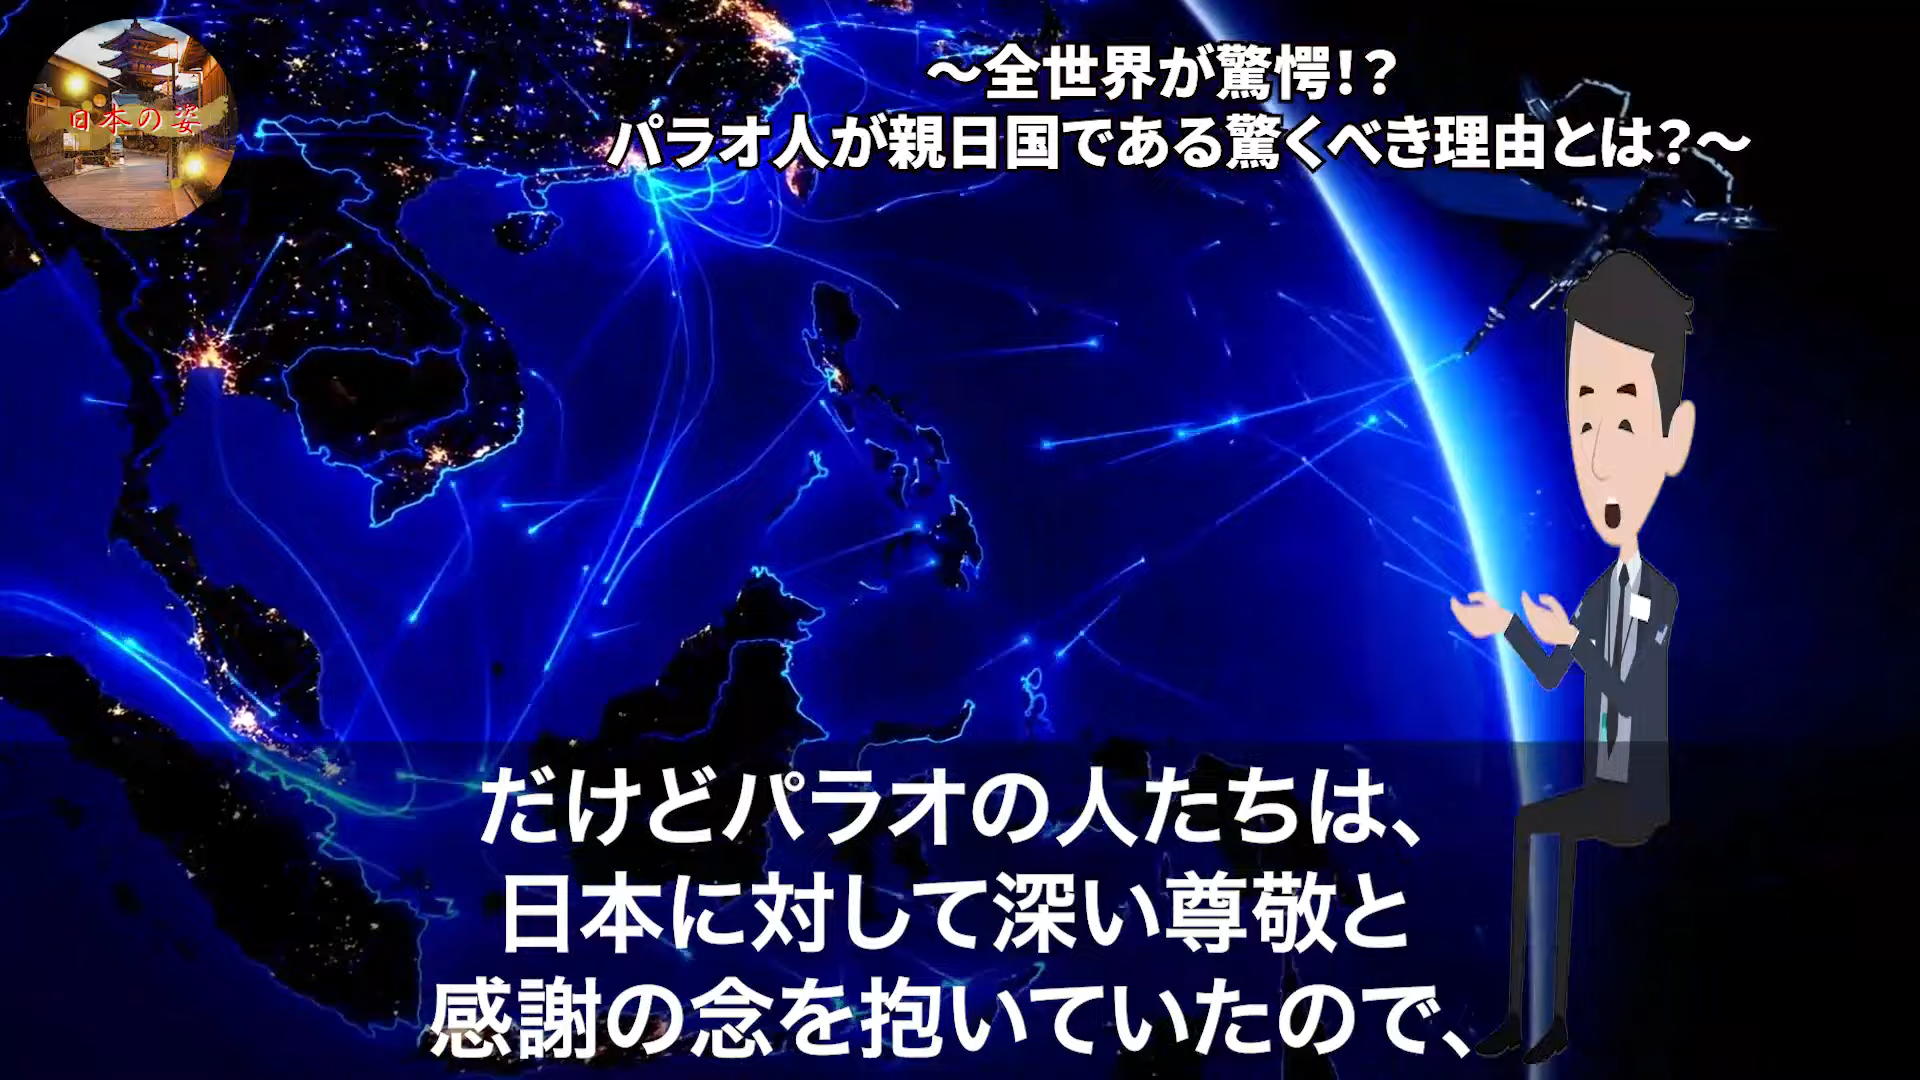 日本の姿
～全世界が驚愕！？
パラオ人が親日国である驚くべき理由とは？～
だけどパラオの人たちは、
日本に対して深い尊敬と
感謝の念を抱いていたので、